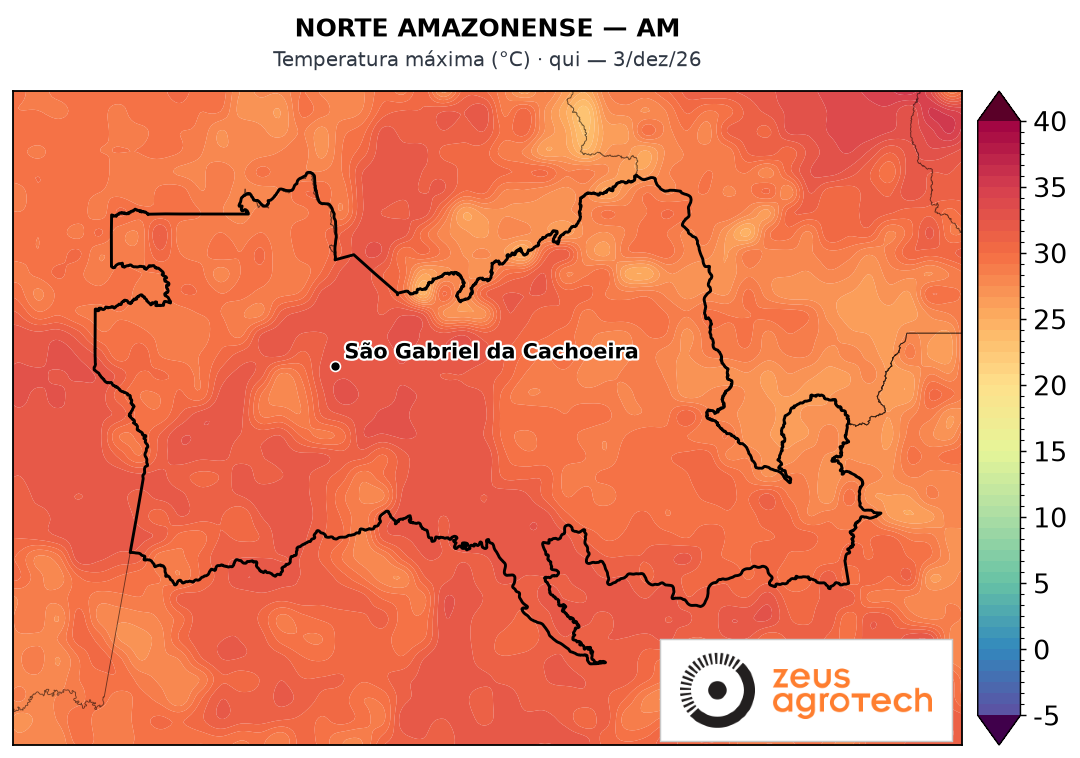 NORTE AMAZONENSE — AM
Temperatura máxima (°C) · qui — 3/dez/26
São Gabriel da Cachoeira
40
35
30
25
20
15
10
5
0
-5
zeus
agrotech